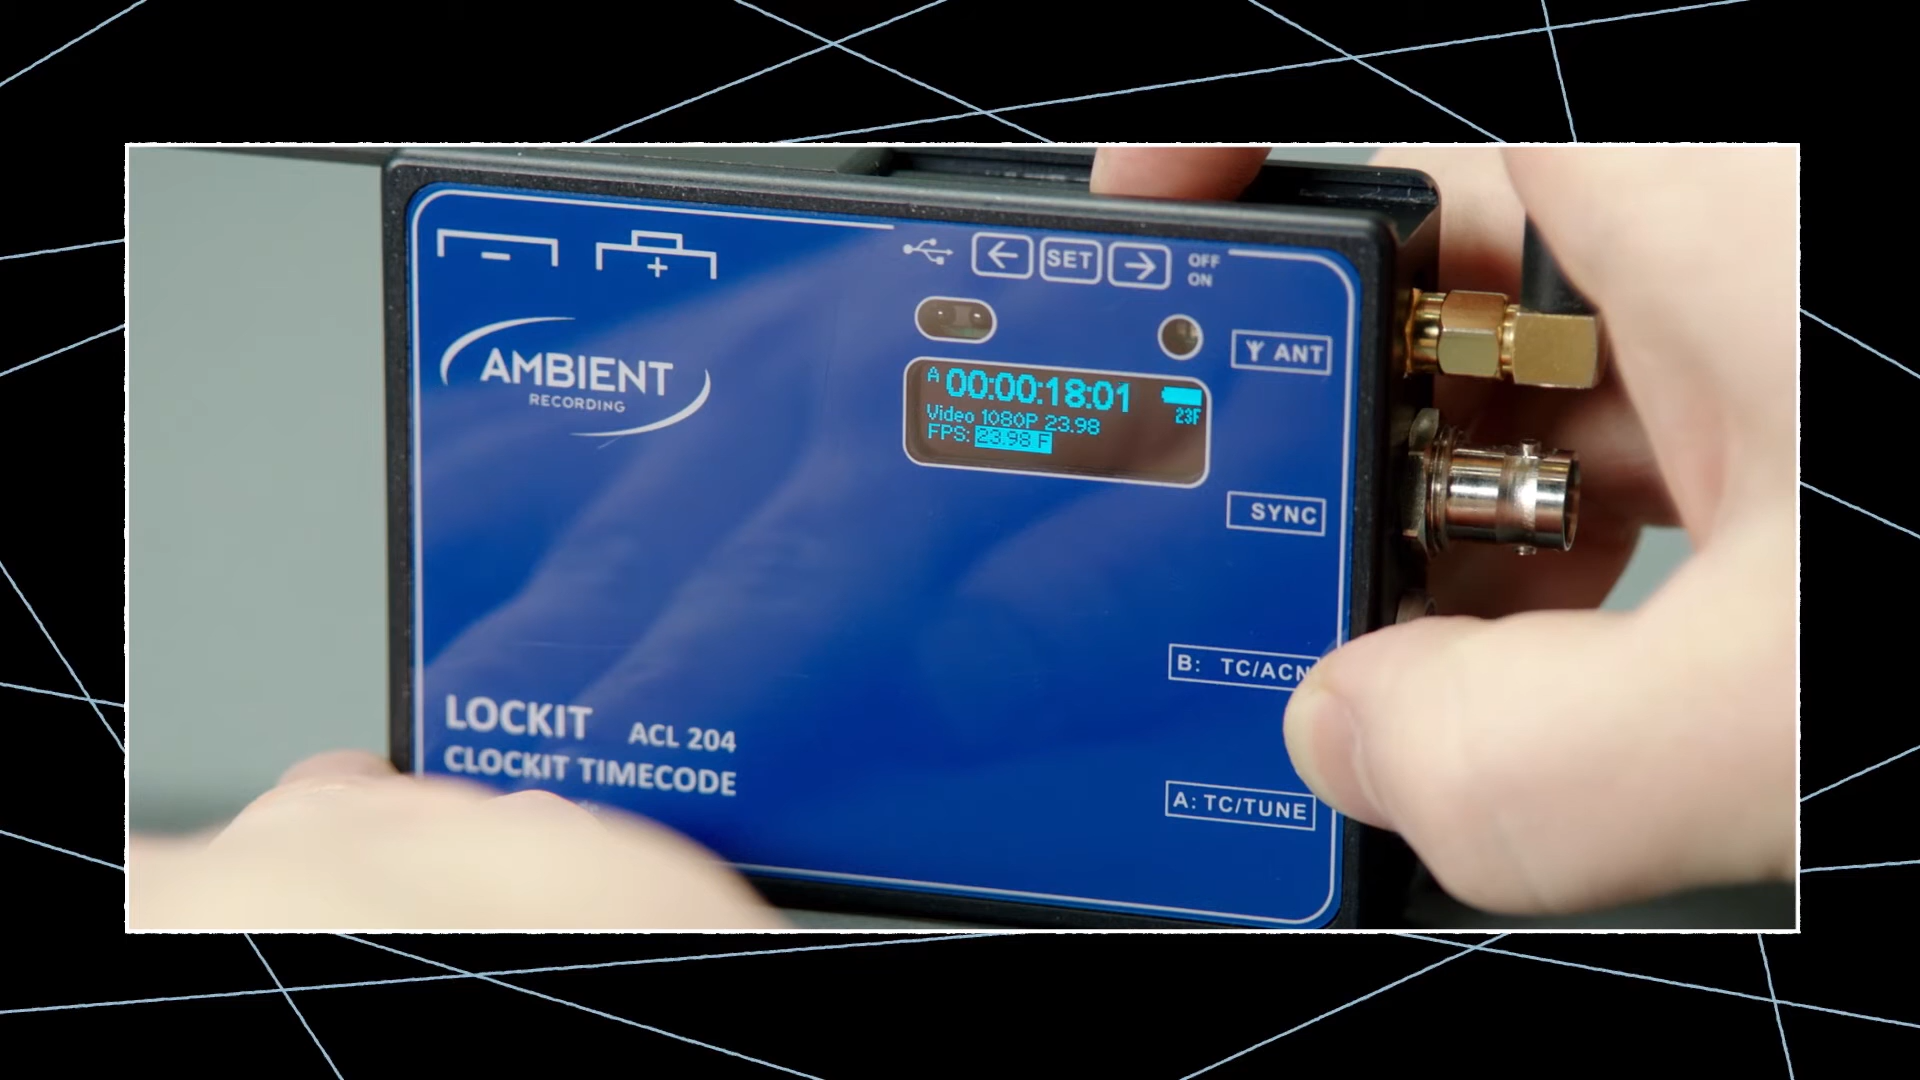 SET
OFF
ON
ANT
AMBIENT
RECORDING
A 00:00:18:01
23F
Video 1080P 23.98
FPS: 23.98 F
SYNC
B: TC/ACN
LOCKIT ACL 204
CLOCKIT TIMECODE
A: TC/TUNE